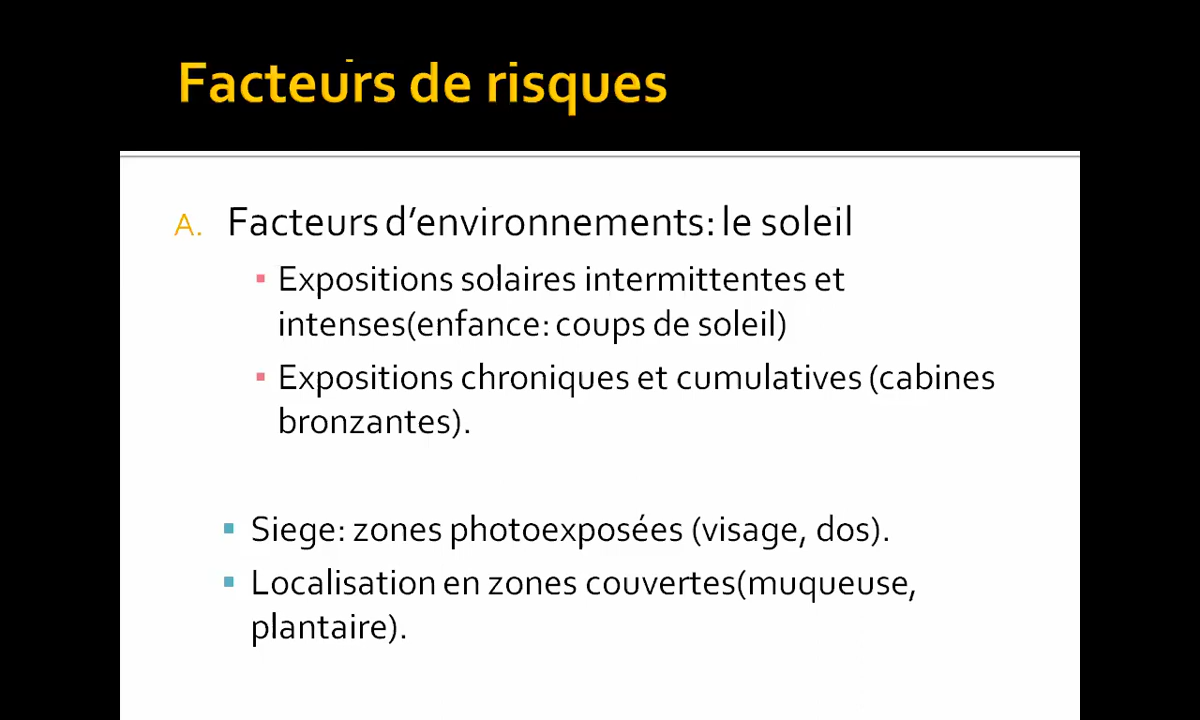 Facteurs de risques
A. Facteurs d’environnements: le soleil
▪ Expositions solaires intermittentes et
intenses(enfance: coups de soleil)
▪ Expositions chroniques et cumulatives (cabines
bronzantes).
▪ Siege: zones photoexposées (visage, dos).
▪ Localisation en zones couvertes(muqueuse,
plantaire).